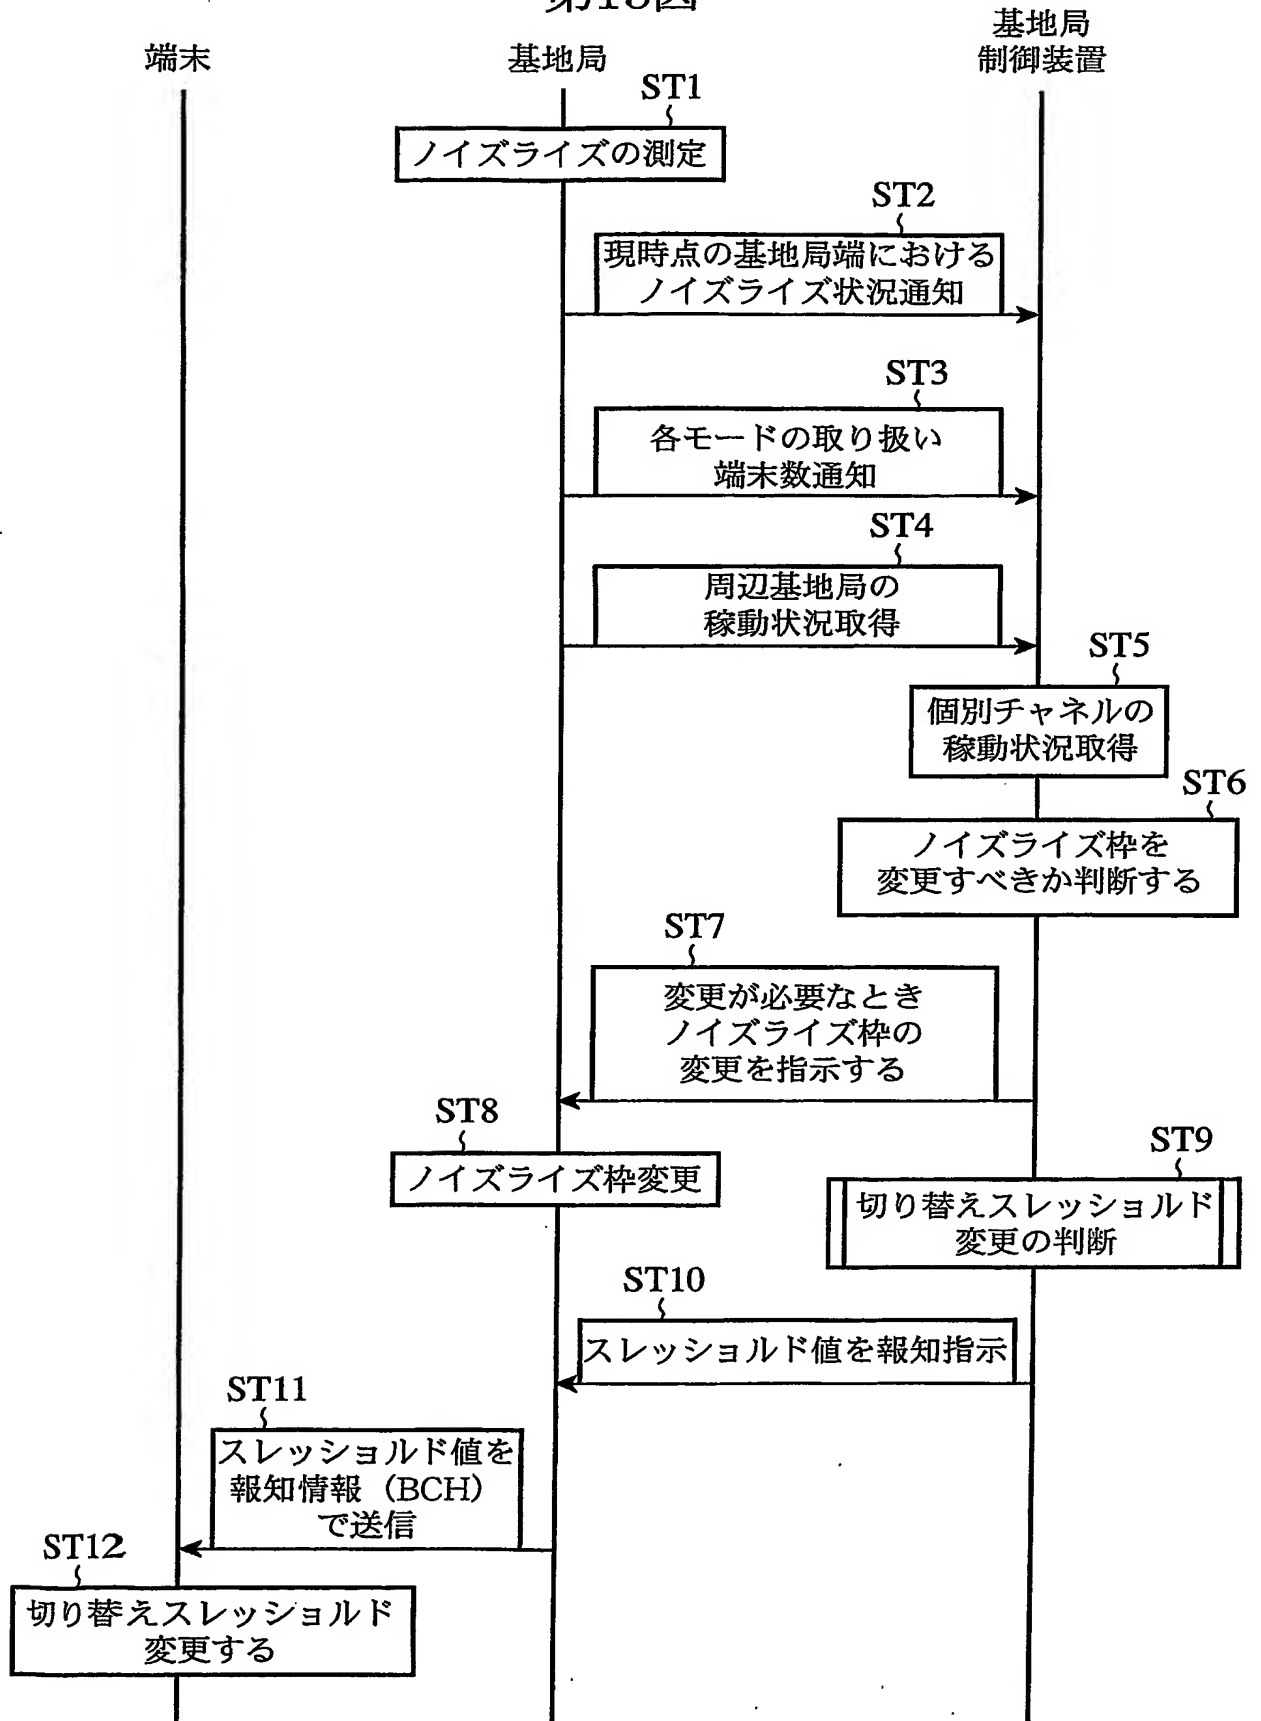 端末
基地局
基地局
制御装置
ST1
ノイズライズの測定
ST2
現時点の基地局端における
ノイズライズ状況通知
ST3
各モードの取り扱い
端末数通知
ST4
周辺基地局の
稼動状況取得
ST5
個別チャネルの
稼動状況取得
ST6
ノイズライズ枠を
変更すべきか判断する
ST7
変更が必要なとき
ノイズライズ枠の
変更を指示する
ST8
ノイズライズ枠変更
ST9
切り替えスレッショルド
変更の判断
ST10
スレッショルド値を報知指示
ST11
スレッショルド値を
報知情報（BCH）
で送信
ST12
切り替えスレッショルド
変更する